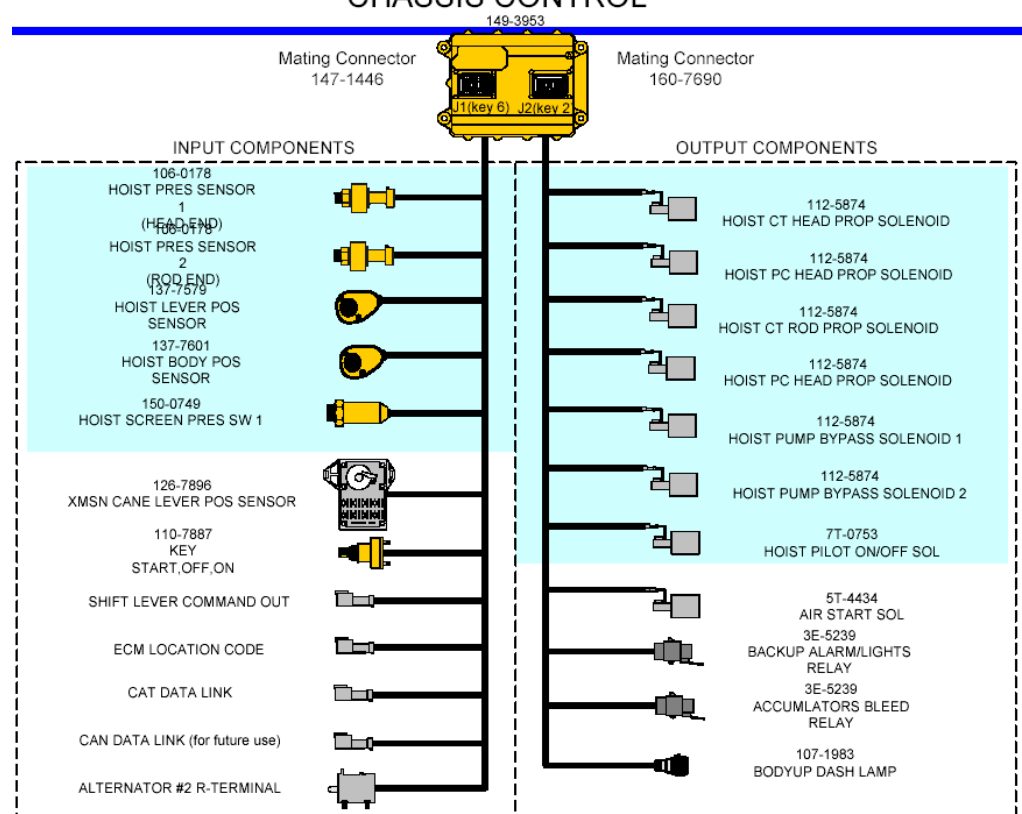 CHASSIS CONTROL
149-3953
Mating Connector
147-1446
Mating Connector
160-7690
J1(key 6)
J2(key 2)
INPUT COMPONENTS
106-0178
HOIST PRES SENSOR
1
(HEAD END)
106-0178
HOIST PRES SENSOR
2
(ROD END)
137-7579
HOIST LEVER POS
SENSOR
137-7601
HOIST BODY POS
SENSOR
150-0749
HOIST SCREEN PRES SW 1
126-7896
XMSN CANE LEVER POS SENSOR
110-7887
KEY
START,OFF,ON
SHIFT LEVER COMMAND OUT
ECM LOCATION CODE
CAT DATA LINK
CAN DATA LINK (for future use)
ALTERNATOR #2 R-TERMINAL
OUTPUT COMPONENTS
112-5874
HOIST CT HEAD PROP SOLENOID
112-5874
HOIST PC HEAD PROP SOLENOID
112-5874
HOIST CT ROD PROP SOLENOID
112-5874
HOIST PC HEAD PROP SOLENOID
112-5874
HOIST PUMP BYPASS SOLENOID 1
112-5874
HOIST PUMP BYPASS SOLENOID 2
7T-0753
HOIST PILOT ON/OFF SOL
5T-4434
AIR START SOL
3E-5239
BACKUP ALARM/LIGHTS
RELAY
3E-5239
ACCUMLATORS BLEED
RELAY
107-1983
BODYUP DASH LAMP